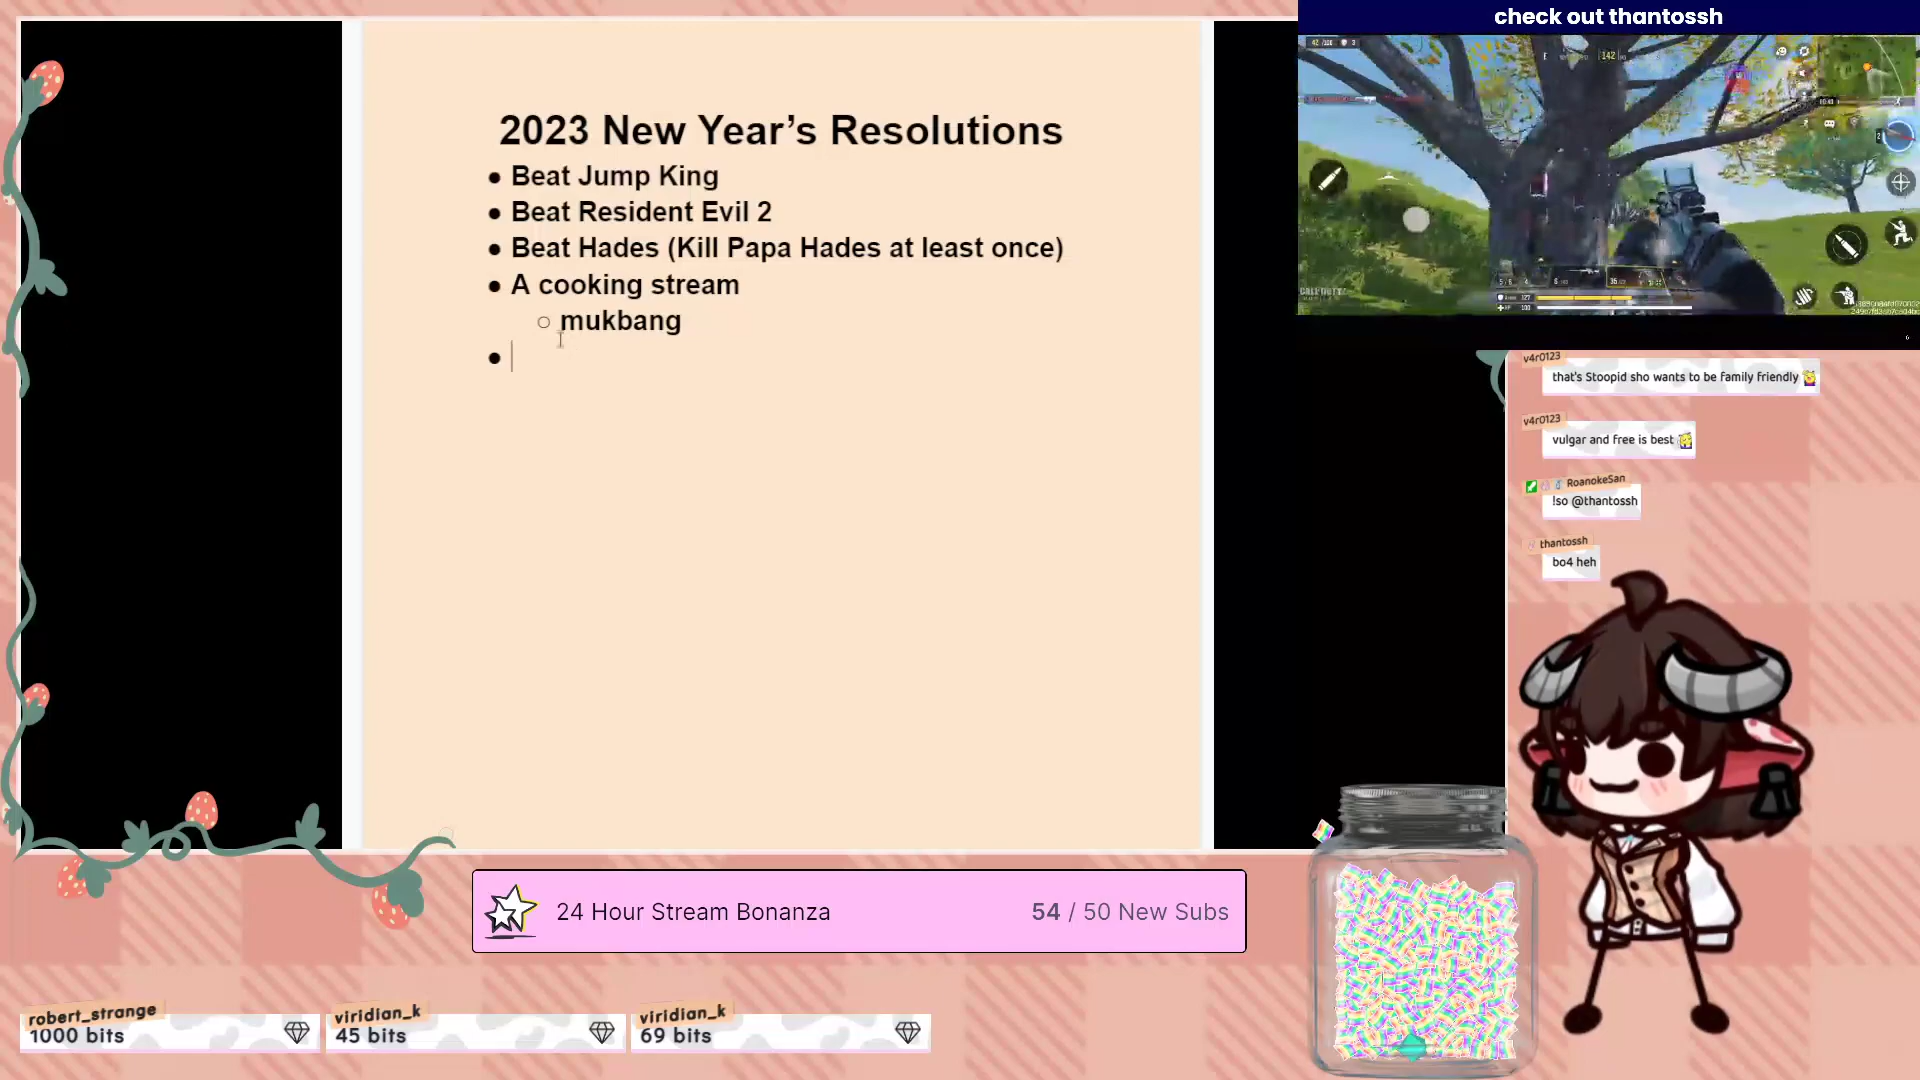 check out thantossh
2023 New Year’s Resolutions
● Beat Jump King
● Beat Resident Evil 2
● Beat Hades (Kill Papa Hades at least once)
● A cooking stream
○ mukbang
●
142
v4r0123
that's Stoopid sho wants to be family friendly
v4r0123
vulgar and free is best
RoanokeSan
!so @thantossh
thantossh
bo4 heh
24 Hour Stream Bonanza
54 / 50 New Subs
robert_strange
1000 bits
viridian_k
45 bits
viridian_k
69 bits